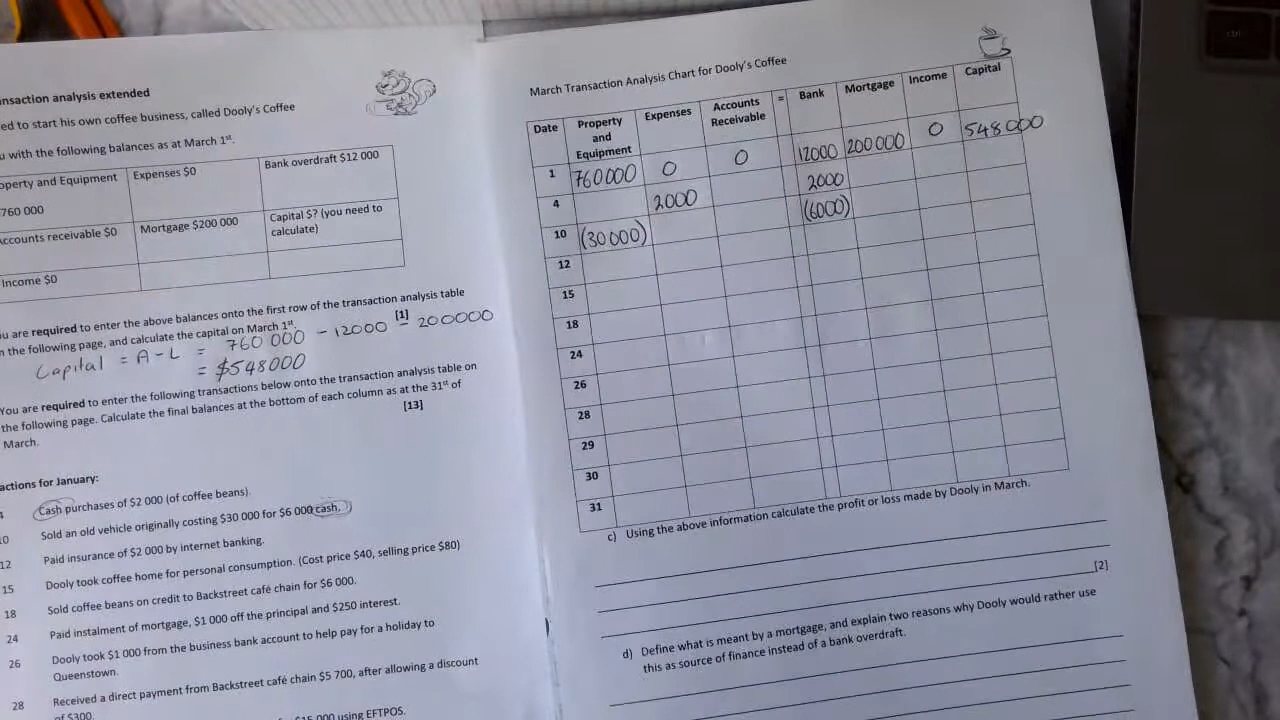 nsaction analysis extended
ed to start his own coffee business, called Dooly's Coffee
u with the following balances as at March 1st.
operty and Equipment
760 000
Expenses $0
Bank overdraft $12 000
Accounts receivable $0
Mortgage $200 000
Capital $? (you need to
calculate)
Income $0
ou are required to enter the above balances onto the first row of the transaction analysis table
n the following page, and calculate the capital on March 1st.
[1]
Capital = A - L = 760 000 - 12000 - 200000
= $548000
You are required to enter the following transactions below onto the transaction analysis table on
the following page. Calculate the final balances at the bottom of each column as at the 31st of
March.
[13]
actions for January:
4 Cash purchases of $2 000 (of coffee beans)
10 Sold an old vehicle originally costing $30 000 for $6 000 cash.
12 Paid insurance of $2 000 by internet banking.
15 Dooly took coffee home for personal consumption. (Cost price $40, selling price $80)
18 Sold coffee beans on credit to Backstreet café chain for $6 000.
24 Paid instalment of mortgage, $1 000 off the principal and $250 interest.
26 Dooly took $1 000 from the business bank account to help pay for a holiday to
Queenstown.
28 Received a direct payment from Backstreet café chain $5 700, after allowing a discount
of $300.
$15 000 using EFTPOS.
March Transaction Analysis Chart for Dooly's Coffee
Date Property and Equipment Expenses Accounts Receivable = Bank Mortgage Income Capital
1 760000 0 0 12000 200000 0 548000
4 2000 2000
10 (30000) (6000)
12
15
18
24
26
28
29
30
31
c) Using the above information calculate the profit or loss made by Dooly in March.
[2]
d) Define what is meant by a mortgage, and explain two reasons why Dooly would rather use
this as source of finance instead of a bank overdraft.
ctrl